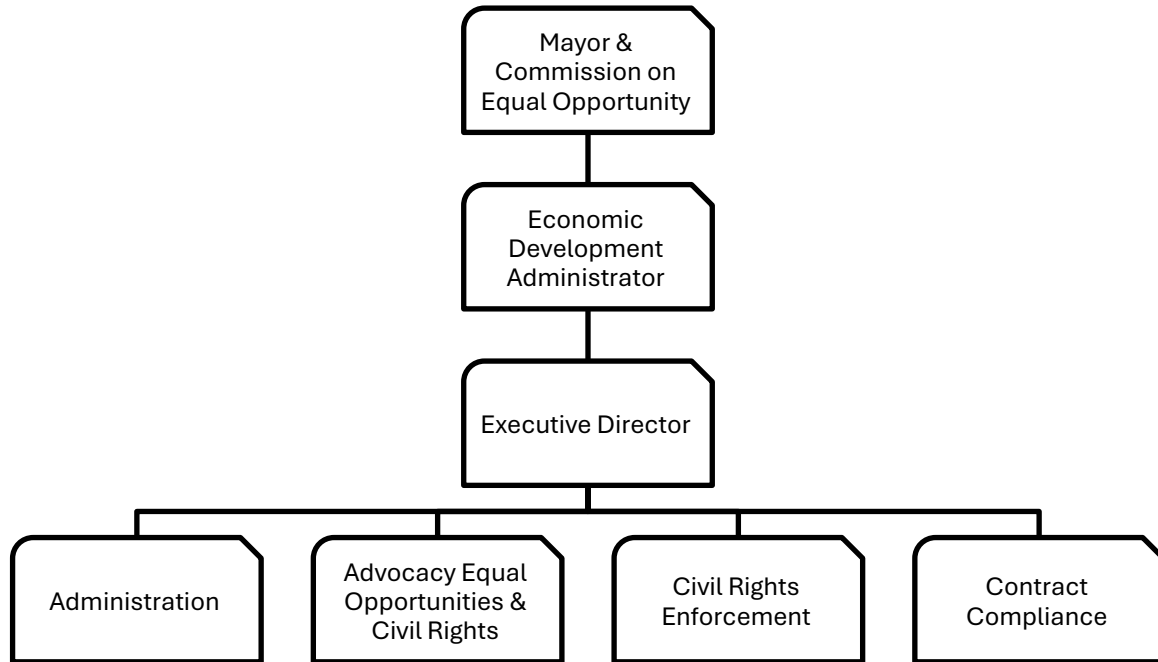 Mayor &
Commission on
Equal Opportunity
Economic
Development
Administrator
Executive Director
Administration
Advocacy Equal
Opportunities &
Civil Rights
Civil Rights
Enforcement
Contract
Compliance